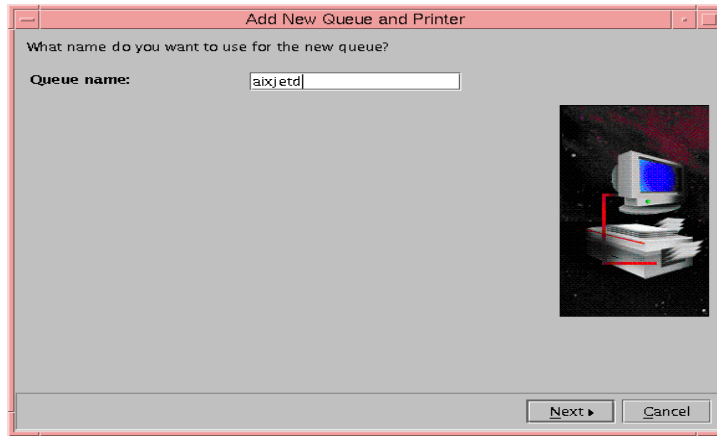 Add New Queue and Printer
What name do you want to use for the new queue?
Queue name: aixjetd
Next Cancel